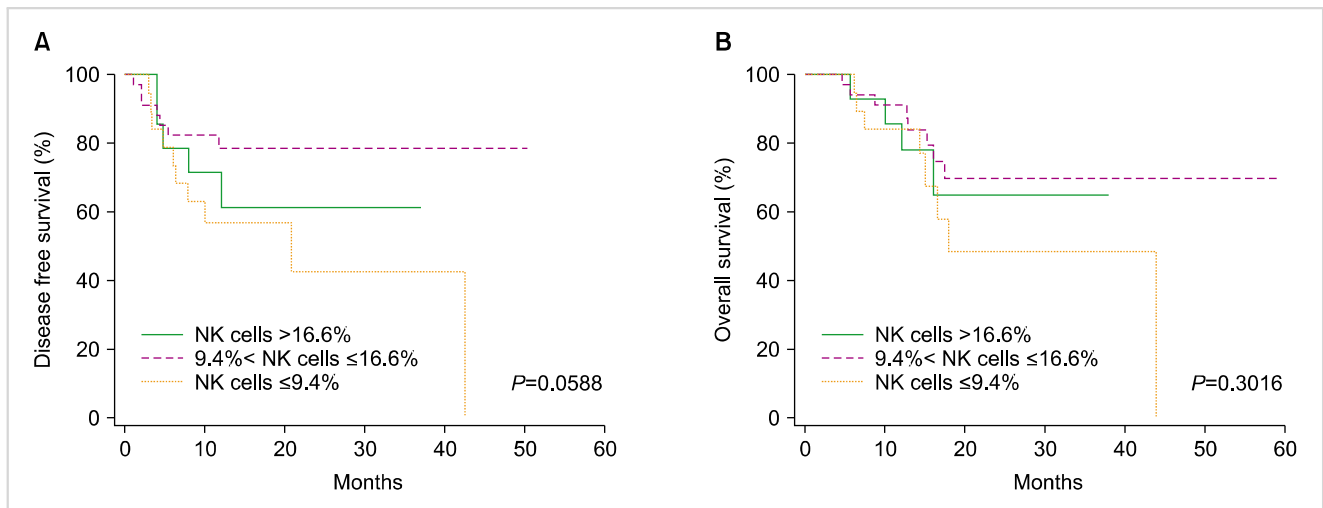 A
Disease free survival (%)
100
80
60
40
20
0
NK cells >16.6%
9.4%< NK cells ≤16.6%
NK cells ≤9.4%
P=0.0588
0 10 20 30 40 50 60
Months
B
Overall survival (%)
100
80
60
40
20
0
NK cells >16.6%
9.4%< NK cells ≤16.6%
NK cells ≤9.4%
P=0.3016
0 10 20 30 40 50 60
Months